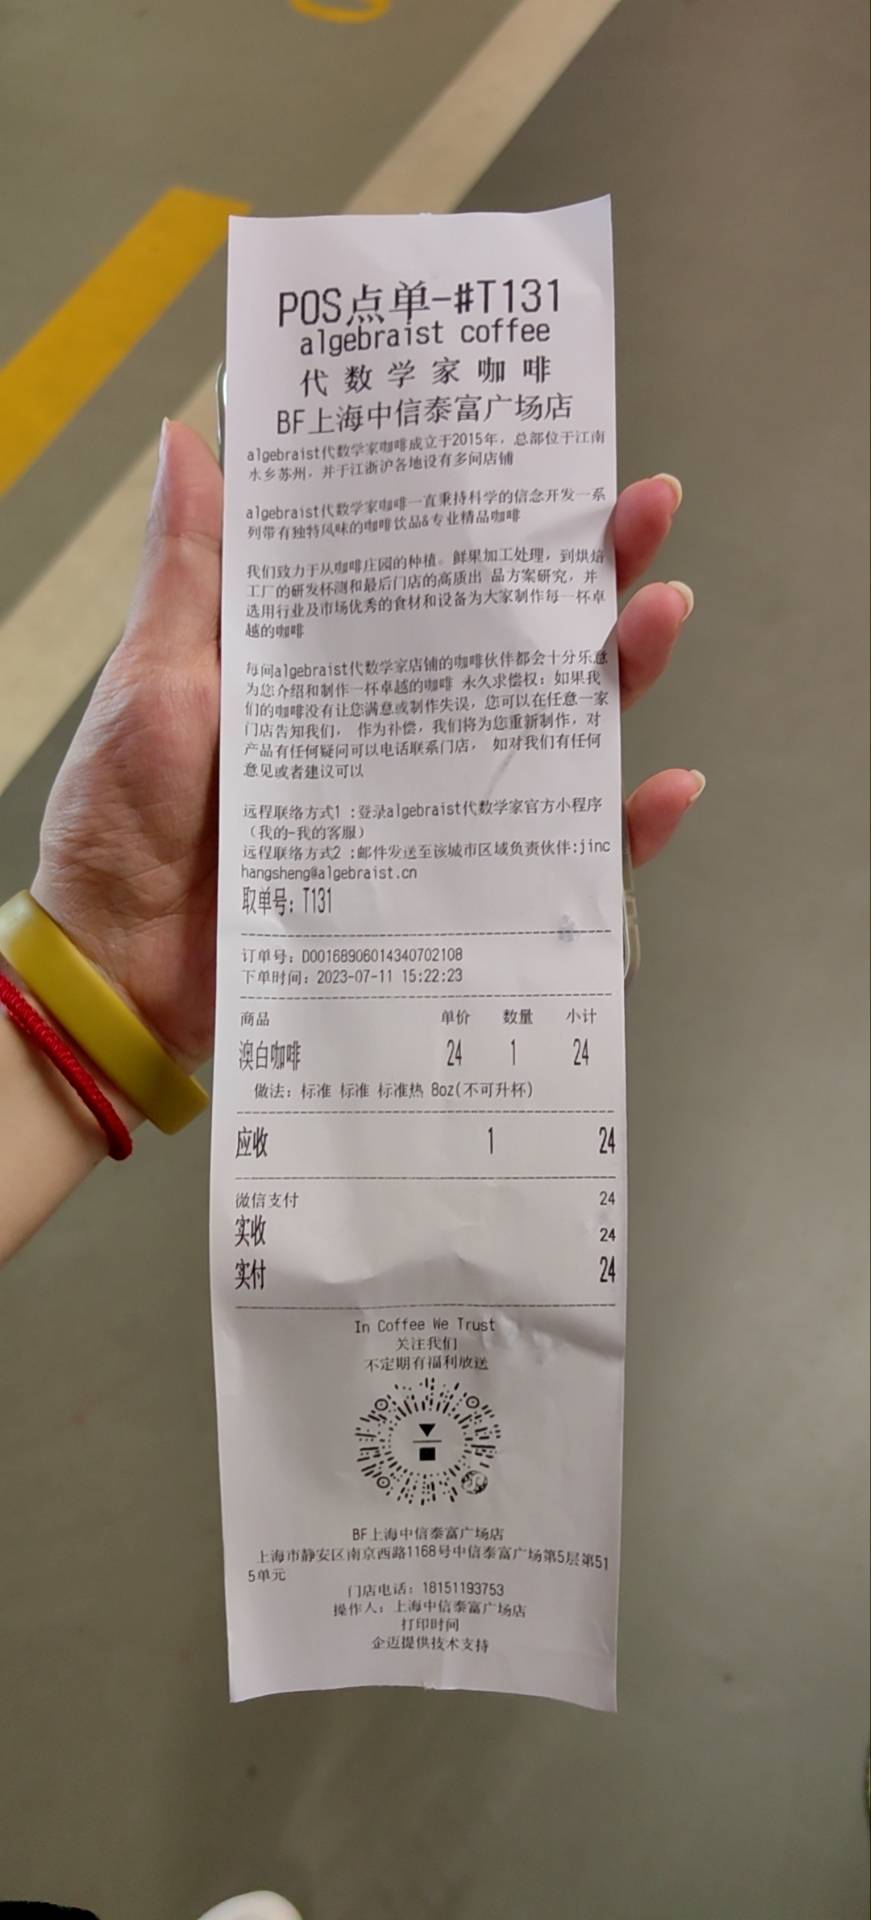 POS点单-#T131
algebraist coffee
代数学家咖啡
BF上海中信泰富广场店
algebraist代数学家咖啡成立于2015年，总部位于江南
水乡苏州，并于江浙沪各地设有多间店铺
algebraist代数学家咖啡一直秉持科学的信念开发一系
列带有独特风味的咖啡饮品&专业精品咖啡
我们致力于从咖啡庄园的种植。鲜果加工处理，到烘焙
工厂的研发杯测和最后门店的高质出 品方案研究，并
选用行业及市场优秀的食材和设备为大家制作每一杯卓
越的咖啡
每间algebraist代数学家店铺的咖啡伙伴都会十分乐意
为您介绍和制作一杯卓越的咖啡 永久求偿权：如果我
们的咖啡没有让您满意或制作失误，您可以在任意一家
门店告知我们， 作为补偿，我们将为您重新制作，对
产品有任何疑问可以电话联系门店， 如对我们有任何
意见或者建议可以
远程联络方式1 :登录algebraist代数学家官方小程序
（我的-我的客服）
远程联络方式2 :邮件发送至该城市区域负责伙伴:jinc
hangsheng@algebraist.cn
取单号：T131
订单号：D00168906014340702108
下单时间：2023-07-11 15:22:23
商品 单价 数量 小计
澳白咖啡 24 1 24
做法：标准 标准 标准热 8oz(不可升杯)
应收 1 24
微信支付 24
实收 24
实付 24
In Coffee We Trust
关注我们
不定期有福利放送
BF上海中信泰富广场店
上海市静安区南京西路1168号中信泰富广场第5层第51
5单元
门店电话：18151193753
操作人：上海中信泰富广场店
打印时间
企迈提供技术支持